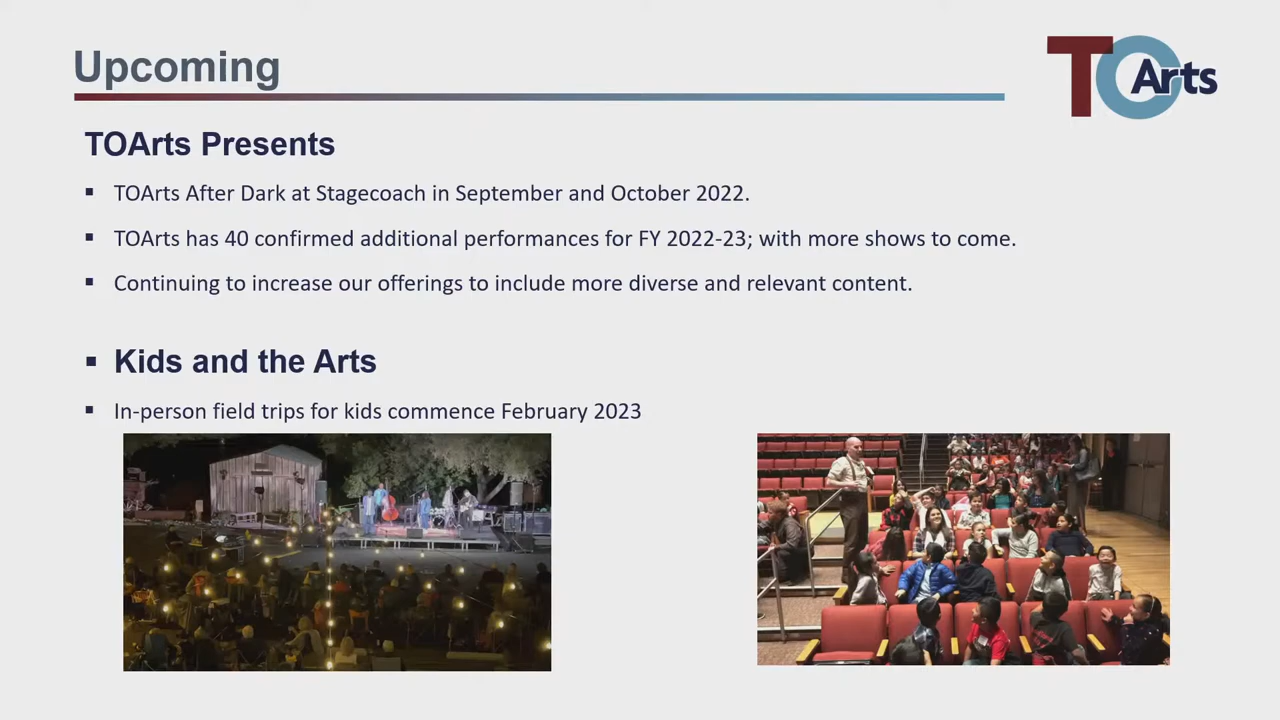 Upcoming
TOArts
TOArts Presents
▪ TOArts After Dark at Stagecoach in September and October 2022.
▪ TOArts has 40 confirmed additional performances for FY 2022-23; with more shows to come.
▪ Continuing to increase our offerings to include more diverse and relevant content.
▪ Kids and the Arts
▪ In-person field trips for kids commence February 2023